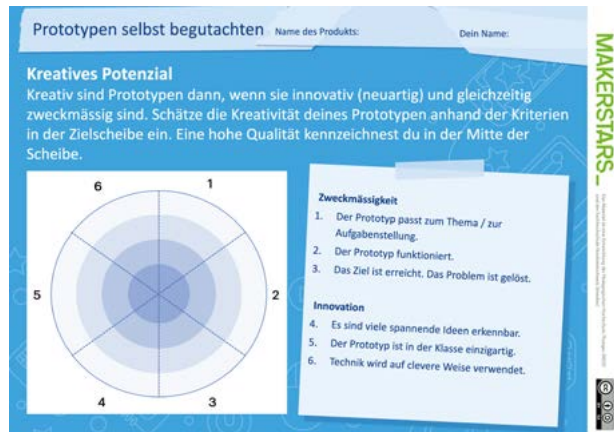 Prototypen selbst begutachten Name des Produkts: Dein Name:
Kreatives Potenzial
Kreativ sind Prototypen dann, wenn sie innovativ (neuartig) und gleichzeitig
zweckmässig sind. Schätze die Kreativität deines Prototypen anhand der Kriterien
in der Zielscheibe ein. Eine hohe Qualität kennzeichnest du in der Mitte der
Scheibe.
6 1
5 2
4 3
Zweckmässigkeit
1. Der Prototyp passt zum Thema / zur
Aufgabenstellung.
2. Der Prototyp funktioniert.
3. Das Ziel ist erreicht. Das Problem ist gelöst.
Innovation
4. Es sind viele spannende Ideen erkennbar.
5. Der Prototyp ist in der Klasse einzigartig.
6. Technik wird auf clevere Weise verwendet.
MAKERSTARS_